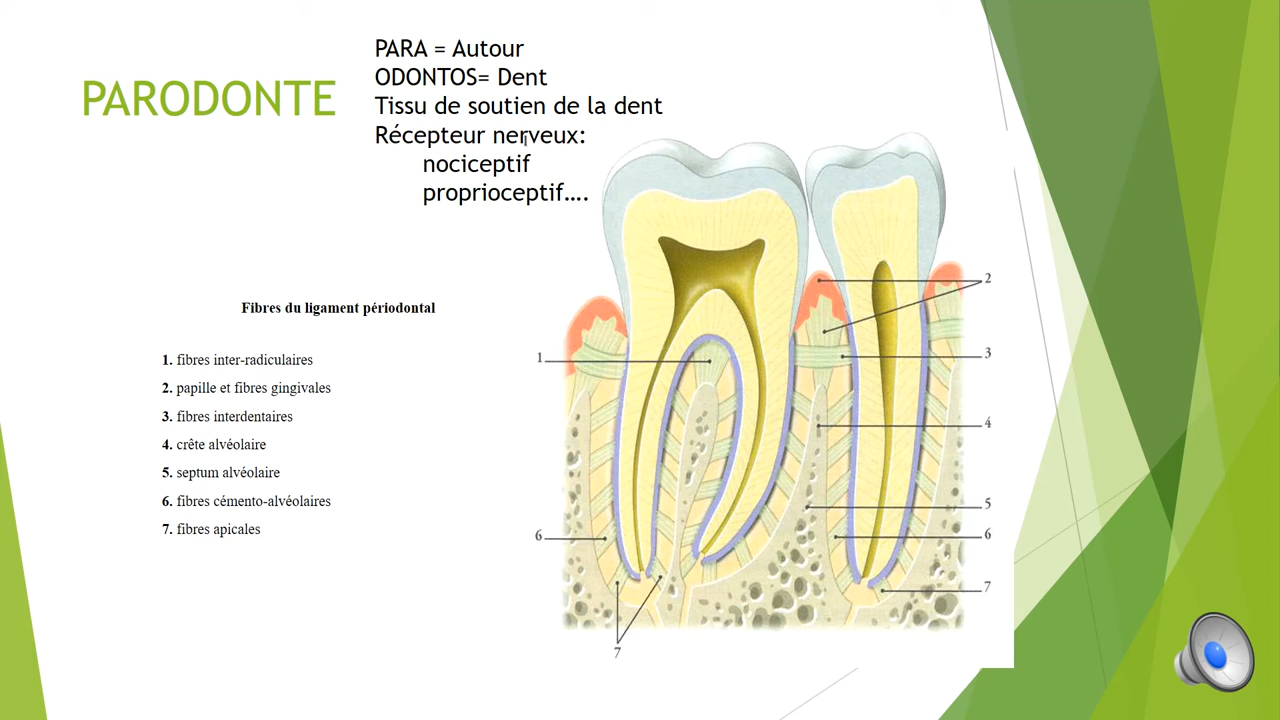 PARODONTE
PARA = Autour
ODONTOS= Dent
Tissu de soutien de la dent
Récepteur nerveux:
nociceptif
proprioceptif….
Fibres du ligament périodontal
1. fibres inter-radiculaires
2. papille et fibres gingivales
3. fibres interdentaires
4. crête alvéolaire
5. septum alvéolaire
6. fibres cémento-alvéolaires
7. fibres apicales
2
1
3
4
5
6
6
7
7